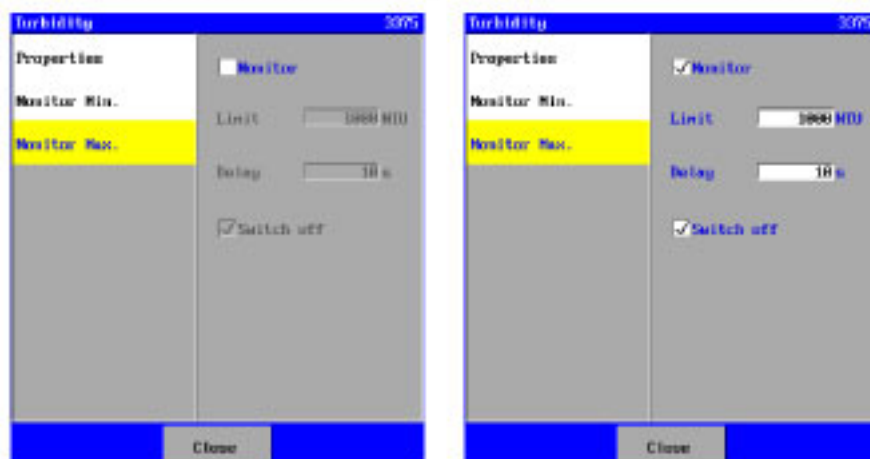 Turbidity 3375
Properties
Monitor Min.
Monitor Max.
Monitor
Limit 1000 NTU
Delay 10 s
Switch off
Close
Turbidity 3375
Properties
Monitor Min.
Monitor Max.
Monitor
Limit 1000 NTU
Delay 10 s
Switch off
Close